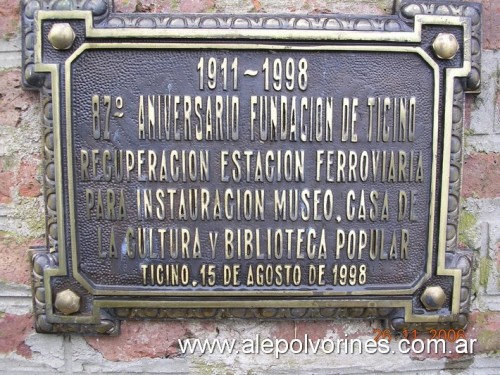 1911-1998
87º ANIVERSARIO FUNDACION DE TICINO
RECUPERACION ESTACION FERROVIARIA
PARA INSTAURACION MUSEO, CASA DE
LA CULTURA Y BIBLIOTECA POPULAR
TICINO, 15 DE AGOSTO DE 1998
www.alepolvorines.com.ar